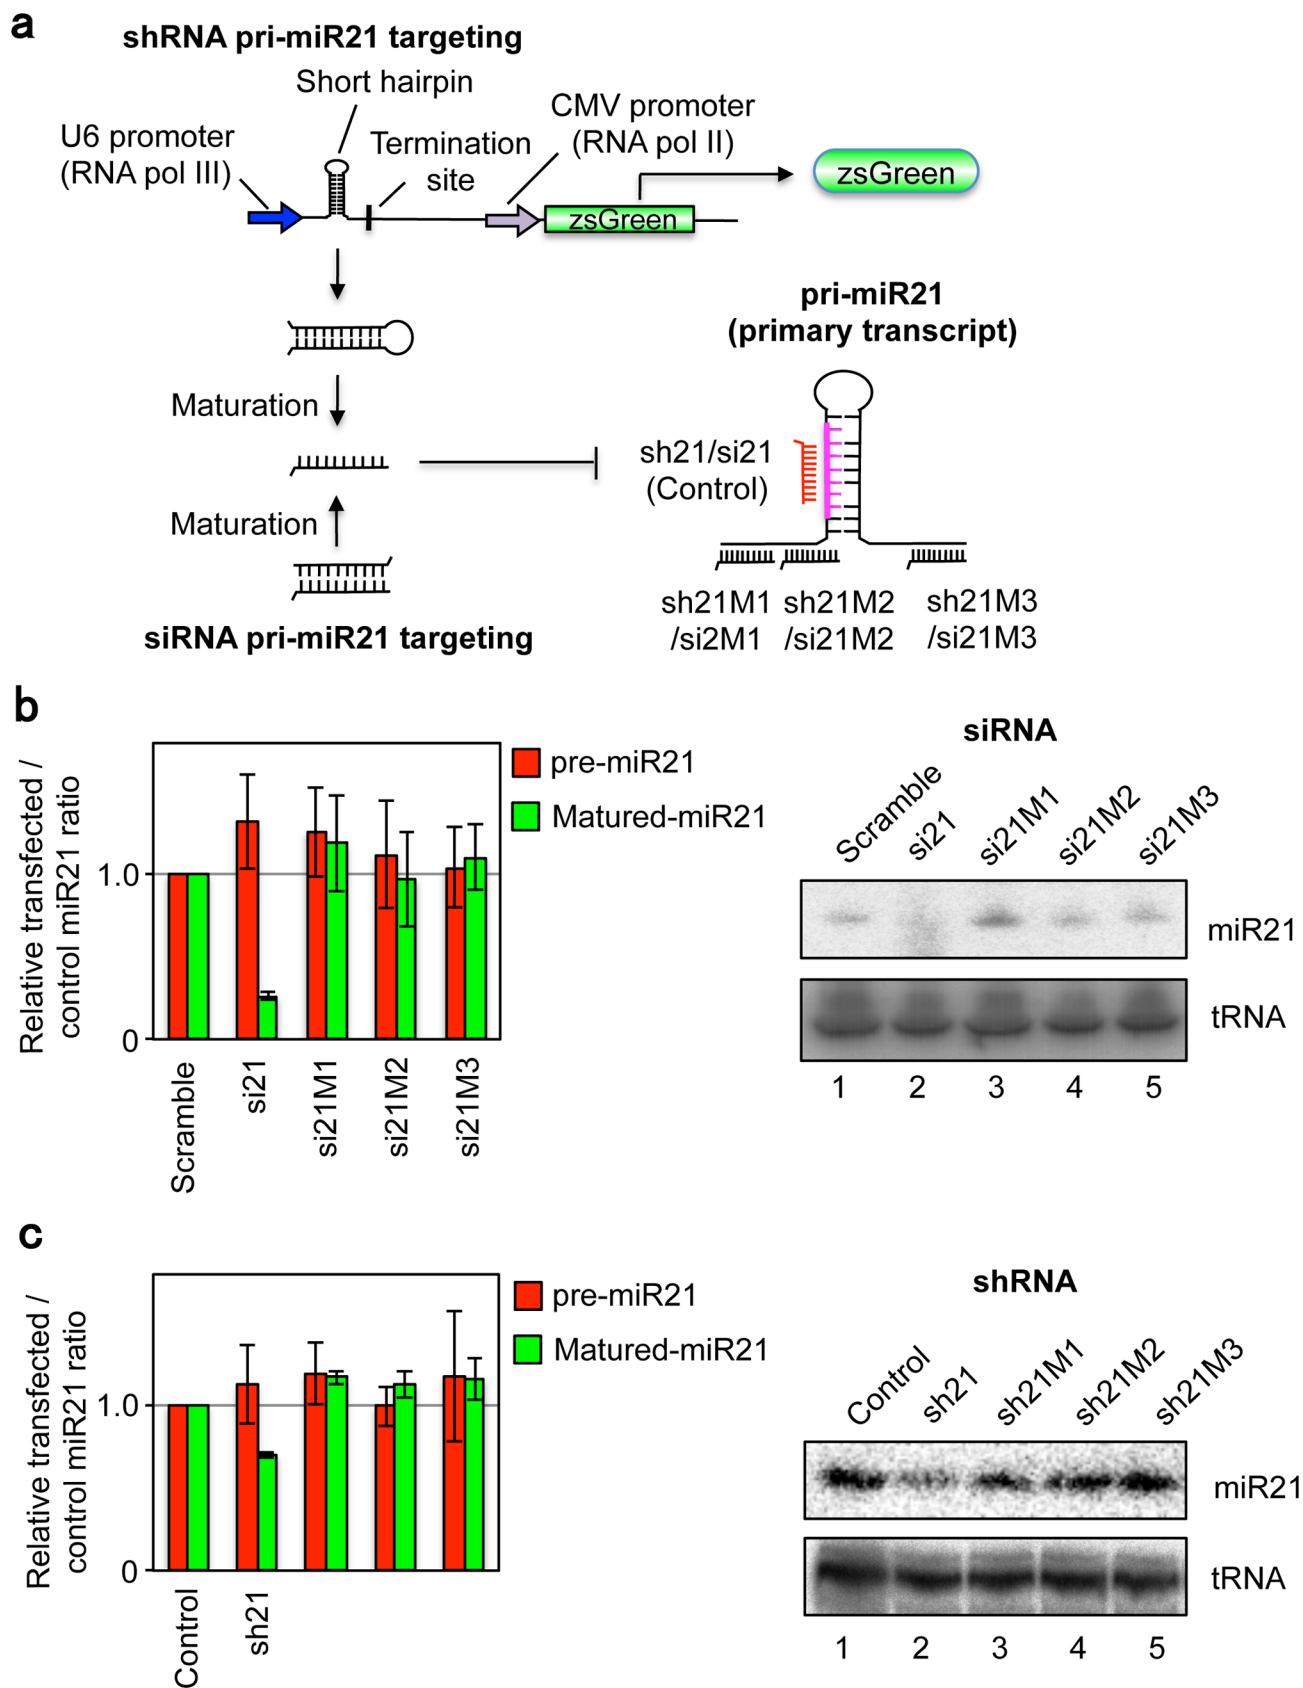 a
shRNA pri-miR21 targeting
Short hairpin
U6 promoter
(RNA pol III)
Termination
site
CMV promoter
(RNA pol II)
zsGreen
zsGreen
Maturation
Maturation
siRNA pri-miR21 targeting
pri-miR21
(primary transcript)
sh21/si21
(Control)
sh21M1
/si2M1
sh21M2
/si21M2
sh21M3
/si21M3
b
Relative transfected /
control miR21 ratio
1.0
0
Scramble
si21
si21M1
si21M2
si21M3
pre-miR21
Matured-miR21
siRNA
Scramble
si21
si21M1
si21M2
si21M3
miR21
tRNA
1 2 3 4 5
c
Relative transfected /
control miR21 ratio
1.0
0
Control
sh21
pre-miR21
Matured-miR21
shRNA
Control
sh21
sh21M1
sh21M2
sh21M3
miR21
tRNA
1 2 3 4 5